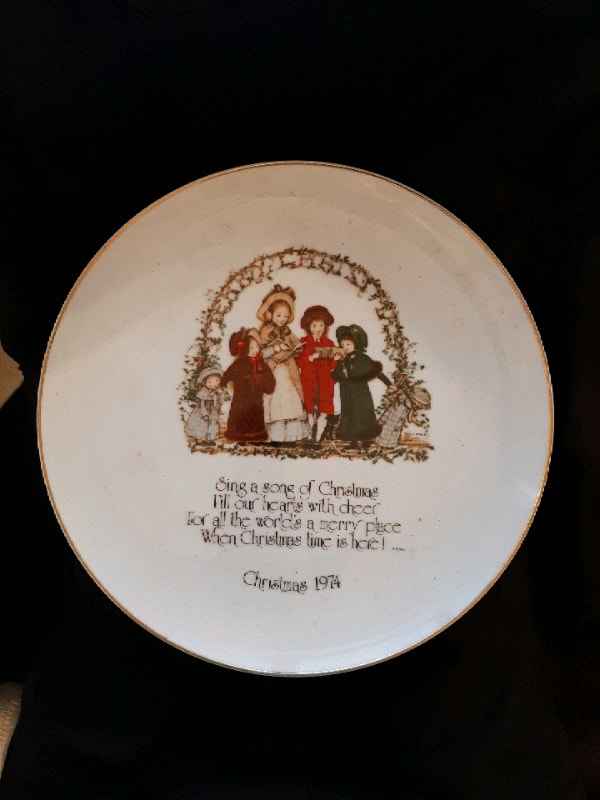 Sing a song of Christmas
Fill our hearts with cheer
For all the world's a merry place
When Christmas time is here! ....
Christmas 1974